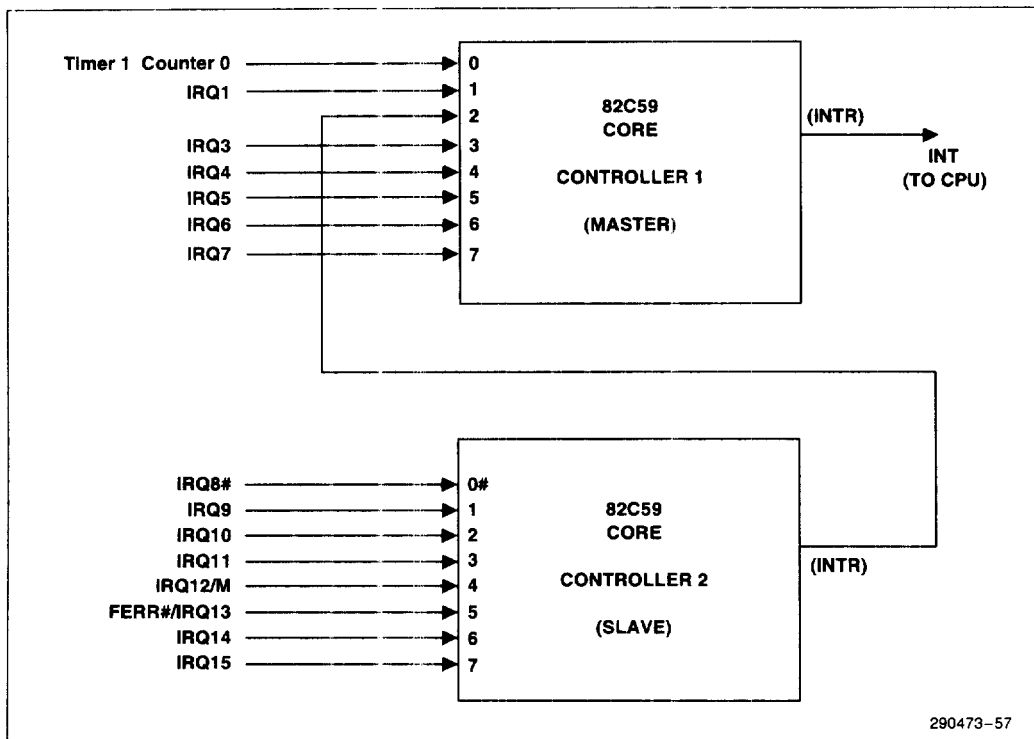 Timer 1 Counter 0
IRQ1
IRQ3
IRQ4
IRQ5
IRQ6
IRQ7
0
1
2
3
4
5
6
7
82C59
CORE
CONTROLLER 1
(MASTER)
(INTR)
INT
(TO CPU)
IRQ8#
IRQ9
IRQ10
IRQ11
IRQ12/M
FERR#/IRQ13
IRQ14
IRQ15
0#
1
2
3
4
5
6
7
82C59
CORE
CONTROLLER 2
(SLAVE)
(INTR)
290473-57